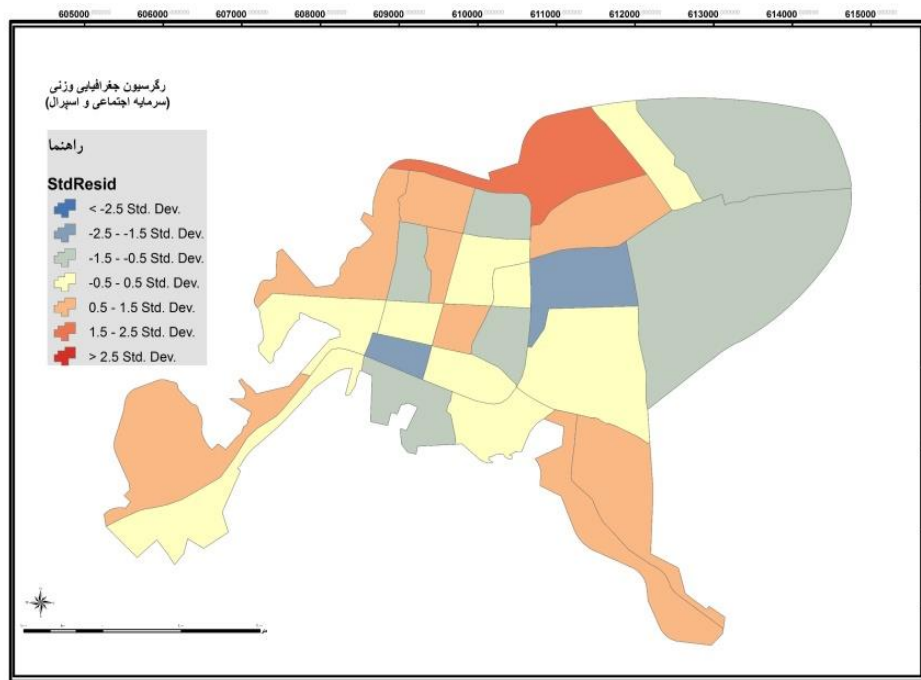 605000 606000 607000 608000 609000 610000 611000 612000 613000 614000 615000
رگرسیون جغرافیایی وزنی
(سرمایه اجتماعی و اسپرال)
راهنما
StdResid
< -2.5 Std. Dev.
-2.5 - -1.5 Std. Dev.
-1.5 - -0.5 Std. Dev.
-0.5 - 0.5 Std. Dev.
0.5 - 1.5 Std. Dev.
1.5 - 2.5 Std. Dev.
> 2.5 Std. Dev.